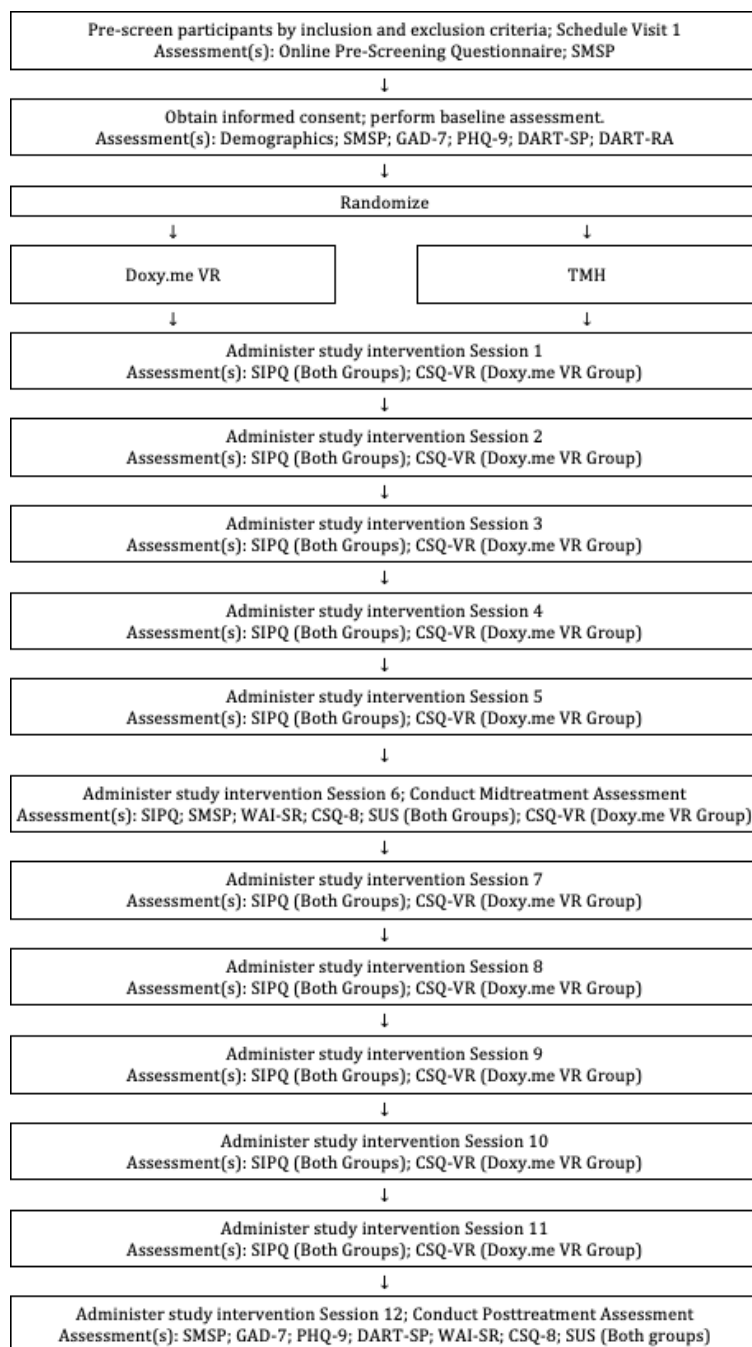 Pre-screen participants by inclusion and exclusion criteria; Schedule Visit 1
Assessment(s): Online Pre-Screening Questionnaire; SMSP
↓
Obtain informed consent; perform baseline assessment.
Assessment(s): Demographics; SMSP; GAD-7; PHQ-9; DART-SP; DART-RA
↓
Randomize
↓ ↓
Doxy.me VR TMH
↓ ↓
Administer study intervention Session 1
Assessment(s): SIPQ (Both Groups); CSQ-VR (Doxy.me VR Group)
↓
Administer study intervention Session 2
Assessment(s): SIPQ (Both Groups); CSQ-VR (Doxy.me VR Group)
↓
Administer study intervention Session 3
Assessment(s): SIPQ (Both Groups); CSQ-VR (Doxy.me VR Group)
↓
Administer study intervention Session 4
Assessment(s): SIPQ (Both Groups); CSQ-VR (Doxy.me VR Group)
↓
Administer study intervention Session 5
Assessment(s): SIPQ (Both Groups); CSQ-VR (Doxy.me VR Group)
↓
Administer study intervention Session 6; Conduct Midtreatment Assessment
Assessment(s): SIPQ; SMSP; WAI-SR; CSQ-8; SUS (Both Groups); CSQ-VR (Doxy.me VR Group)
↓
Administer study intervention Session 7
Assessment(s): SIPQ (Both Groups); CSQ-VR (Doxy.me VR Group)
↓
Administer study intervention Session 8
Assessment(s): SIPQ (Both Groups); CSQ-VR (Doxy.me VR Group)
↓
Administer study intervention Session 9
Assessment(s): SIPQ (Both Groups); CSQ-VR (Doxy.me VR Group)
↓
Administer study intervention Session 10
Assessment(s): SIPQ (Both Groups); CSQ-VR (Doxy.me VR Group)
↓
Administer study intervention Session 11
Assessment(s): SIPQ (Both Groups); CSQ-VR (Doxy.me VR Group)
↓
Administer study intervention Session 12; Conduct Posttreatment Assessment
Assessment(s): SMSP; GAD-7; PHQ-9; DART-SP; WAI-SR; CSQ-8; SUS (Both groups)